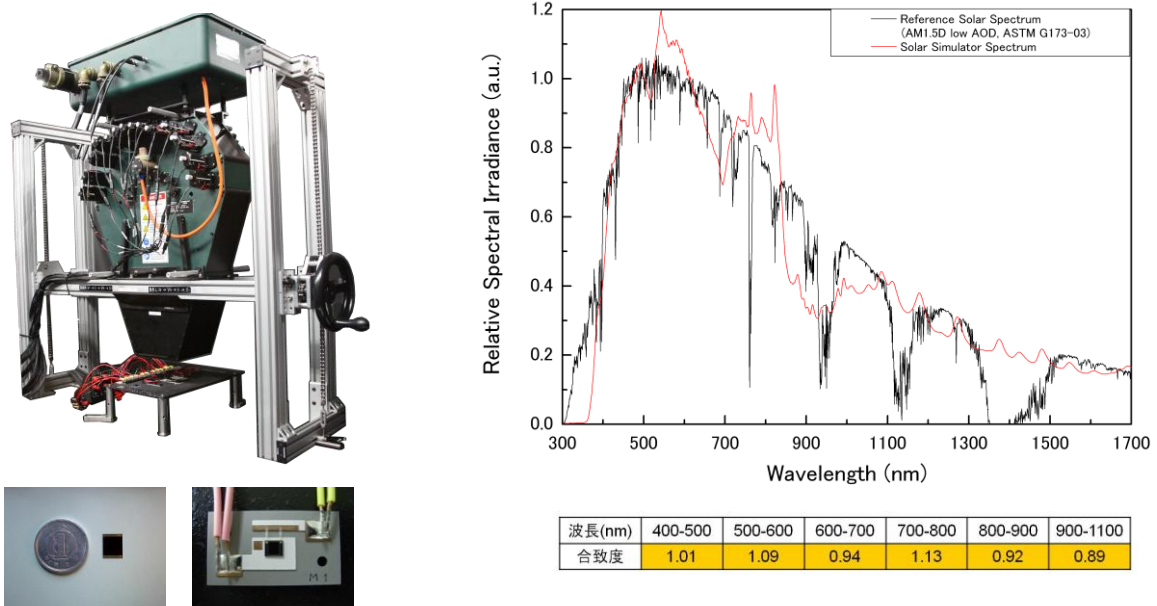 1.2
1.0
0.8
0.6
0.4
0.2
0.0
Relative Spectral Irradiance (a.u.)
Reference Solar Spectrum
(AM1.5D low AOD, ASTM G173-03)
Solar Simulator Spectrum
300 500 700 900 1100 1300 1500 1700
Wavelength (nm)
波長(nm) 400-500 500-600 600-700 700-800 800-900 900-1100
合致度 1.01 1.09 0.94 1.13 0.92 0.89
1
M 1